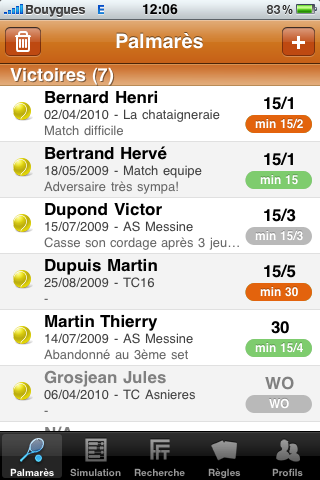 Bouygues E 12:06 83 %
Palmarès
Victoires (7)
Bernard Henri
02/04/2010 - La chataigneraie
Match difficile
15/1
min 15/2
Bertrand Hervé
18/05/2009 - Match equipe
Adversaire très sympa!
15/1
min 15
Dupond Victor
15/07/2009 - AS Messine
Casse son cordage après 3 jeu…
15/3
min 15/3
Dupuis Martin
25/08/2009 - TC16
-
15/5
min 30
Martin Thierry
14/07/2009 - AS Messine
Abandonné au 3ème set
30
min 15/4
Grosjean Jules
06/04/2010 - TC Asnieres
-
WO
WO
N/A
Palmarès Simulation Recherche Règles Profils